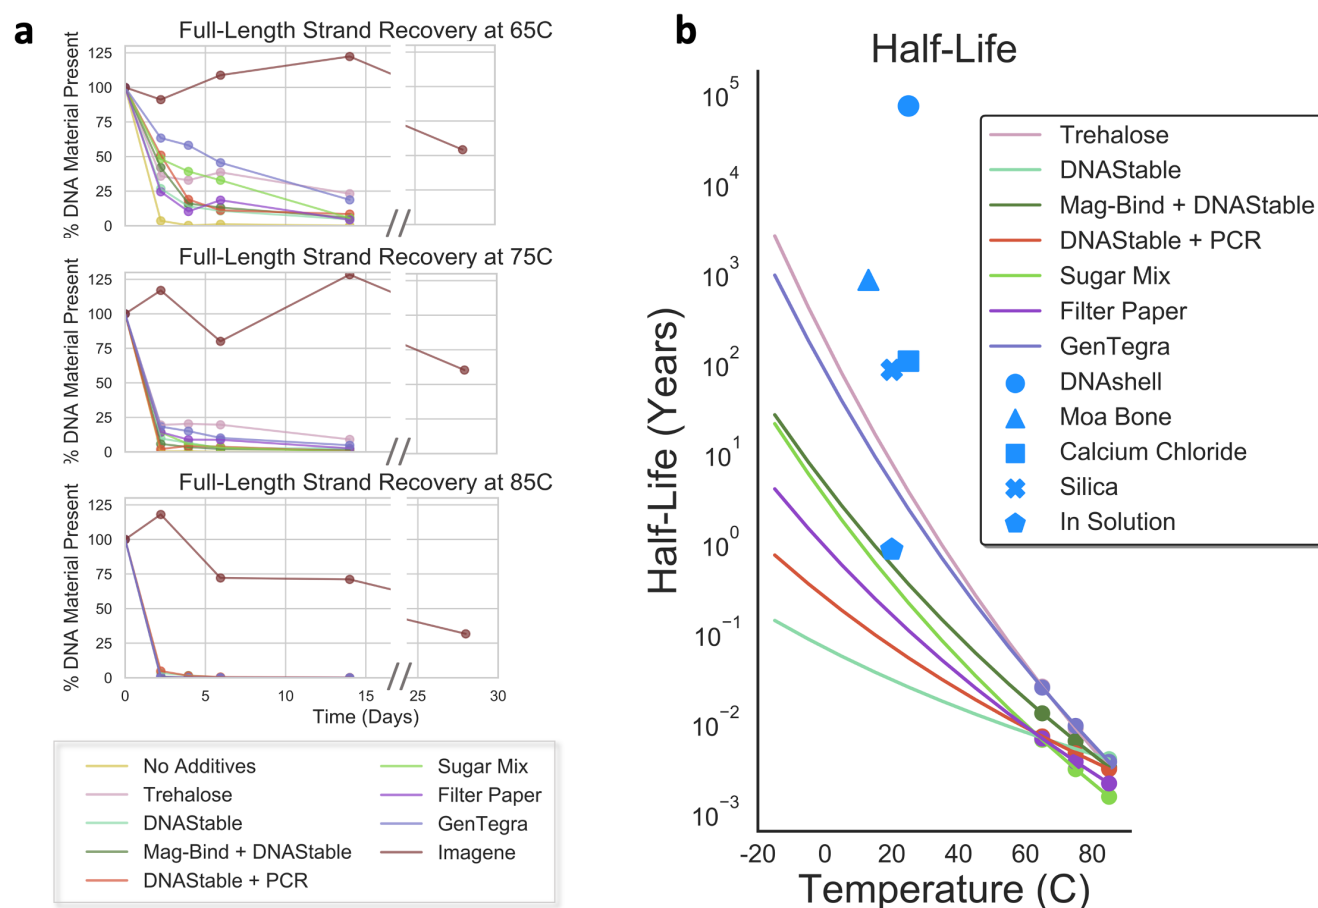 a
Full-Length Strand Recovery at 65C
% DNA Material Present
125
100
75
50
25
0
Full-Length Strand Recovery at 75C
% DNA Material Present
125
100
75
50
25
0
Full-Length Strand Recovery at 85C
% DNA Material Present
125
100
75
50
25
0
0 5 10 15 25 30
Time (Days)
No Additives
Trehalose
DNAStable
Mag-Bind + DNAStable
DNAStable + PCR
Sugar Mix
Filter Paper
GenTegra
Imagene
b
Half-Life
Half-Life (Years)
10^5
10^4
10^3
10^2
10^1
10^0
10^−1
10^−2
10^−3
-20 0 20 40 60 80
Temperature (C)
Trehalose
DNAStable
Mag-Bind + DNAStable
DNAStable + PCR
Sugar Mix
Filter Paper
GenTegra
DNAshell
Moa Bone
Calcium Chloride
Silica
In Solution